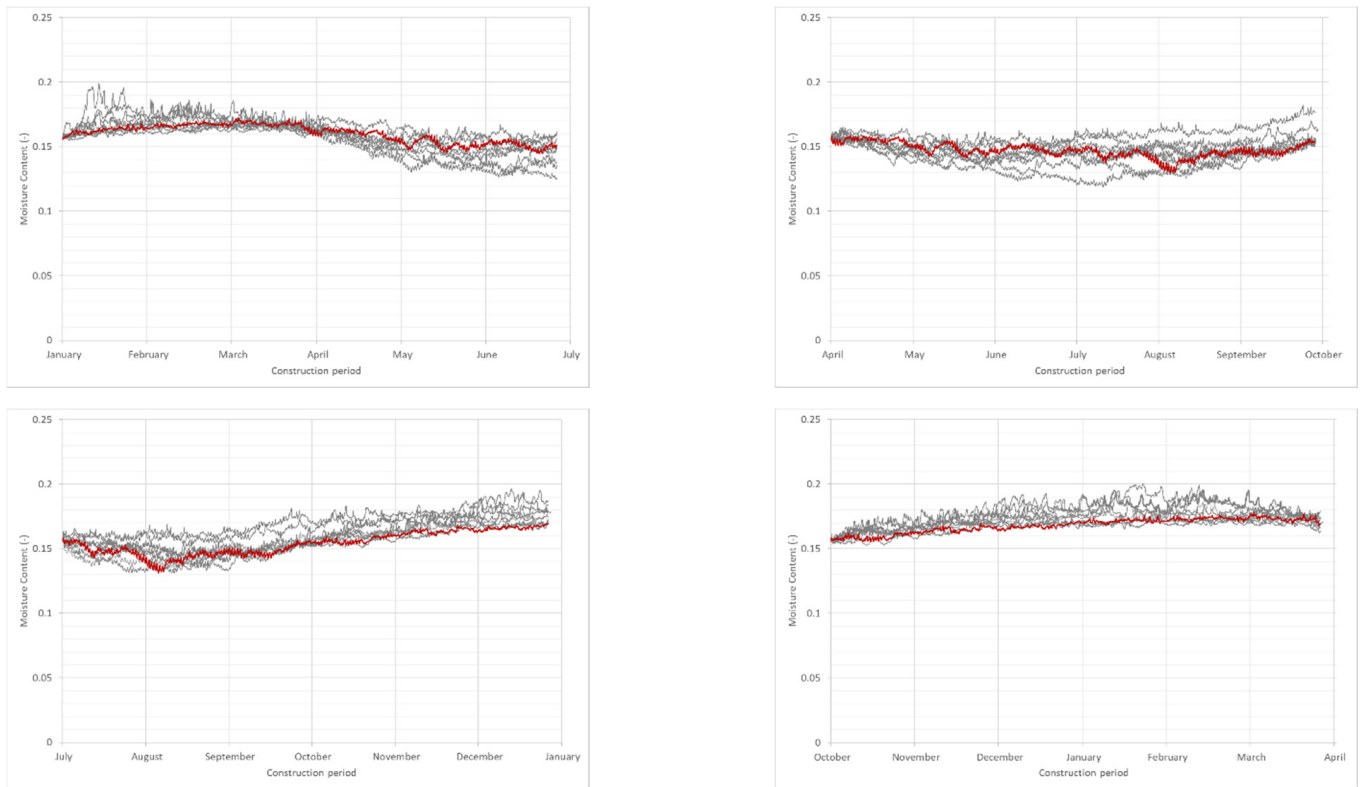 0.25
0.2
0.15
0.1
0.05
0
Moisture Content (-)
January February March April May June July
Construction period
0.25
0.2
0.15
0.1
0.05
0
Moisture Content (-)
April May June July August September October
Construction period
0.25
0.2
0.15
0.1
0.05
0
Moisture Content (-)
July August September October November December January
Construction period
0.25
0.2
0.15
0.1
0.05
0
Moisture Content (-)
October November December January February March April
Construction period